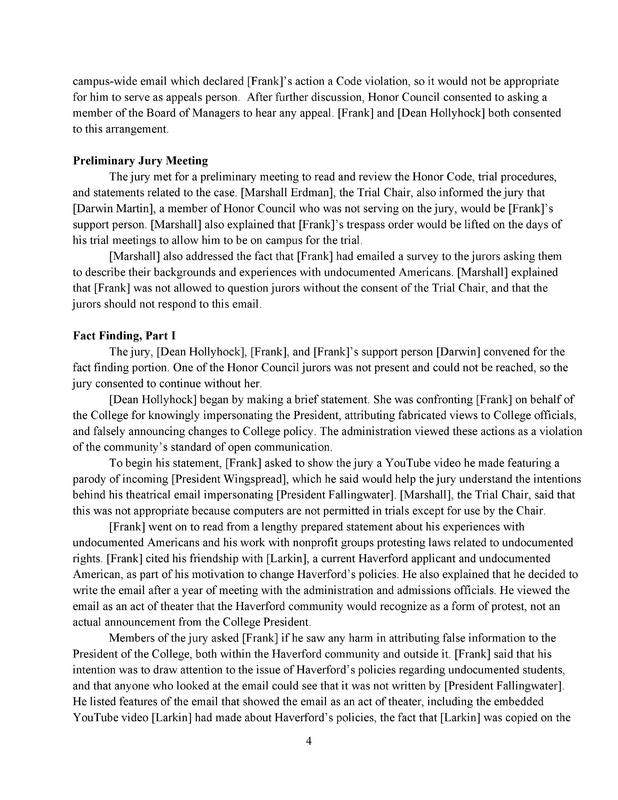 campus-wide email which declared [Frank]'s action a Code violation, so it would not be appropriate
for him to serve as appeals person.  After further discussion, Honor Council consented to asking a
member of the Board of Managers to hear any appeal. [Frank] and [Dean Hollyhock] both consented
to this arrangement.
Preliminary Jury Meeting
The jury met for a preliminary meeting to read and review the Honor Code, trial procedures,
and statements related to the case. [Marshall Erdman], the Trial Chair, also informed the jury that
[Darwin Martin], a member of Honor Council who was not serving on the jury, would be [Frank]'s
support person. [Marshall] also explained that [Frank]'s trespass order would be lifted on the days of
his trial meetings to allow him to be on campus for the trial.
[Marshall] also addressed the fact that [Frank] had emailed a survey to the jurors asking them
to describe their backgrounds and experiences with undocumented Americans. [Marshall] explained
that [Frank] was not allowed to question jurors without the consent of the Trial Chair, and that the
jurors should not respond to this email.
Fact Finding, Part I
The jury, [Dean Hollyhock], [Frank], and [Frank]'s support person [Darwin] convened for the
fact finding portion. One of the Honor Council jurors was not present and could not be reached, so the
jury consented to continue without her.
[Dean Hollyhock] began by making a brief statement. She was confronting [Frank] on behalf of
the College for knowingly impersonating the President, attributing fabricated views to College officials,
and falsely announcing changes to College policy. The administration viewed these actions as a violation
of the community's standard of open communication.
To begin his statement, [Frank] asked to show the jury a YouTube video he made featuring a
parody of incoming [President Wingspread], which he said would help the jury understand the intentions
behind his theatrical email impersonating [President Fallingwater]. [Marshall], the Trial Chair, said that
this was not appropriate because computers are not permitted in trials except for use by the Chair.
[Frank] went on to read from a lengthy prepared statement about his experiences with
undocumented Americans and his work with nonprofit groups protesting laws related to undocumented
rights. [Frank] cited his friendship with [Larkin], a current Haverford applicant and undocumented
American, as part of his motivation to change Haverford's policies. He also explained that he decided to
write the email after a year of meeting with the administration and admissions officials. He viewed the
email as an act of theater that the Haverford community would recognize as a form of protest, not an
actual announcement from the College President.
Members of the jury asked [Frank] if he saw any harm in attributing false information to the
President of the College, both within the Haverford community and outside it. [Frank] said that his
intention was to draw attention to the issue of Haverford's policies regarding undocumented students,
and that anyone who looked at the email could see that it was not written by [President Fallingwater].
He listed features of the email that showed the email as an act of theater, including the embedded
YouTube video [Larkin] had made about Haverford's policies, the fact that [Larkin] was copied on the
4